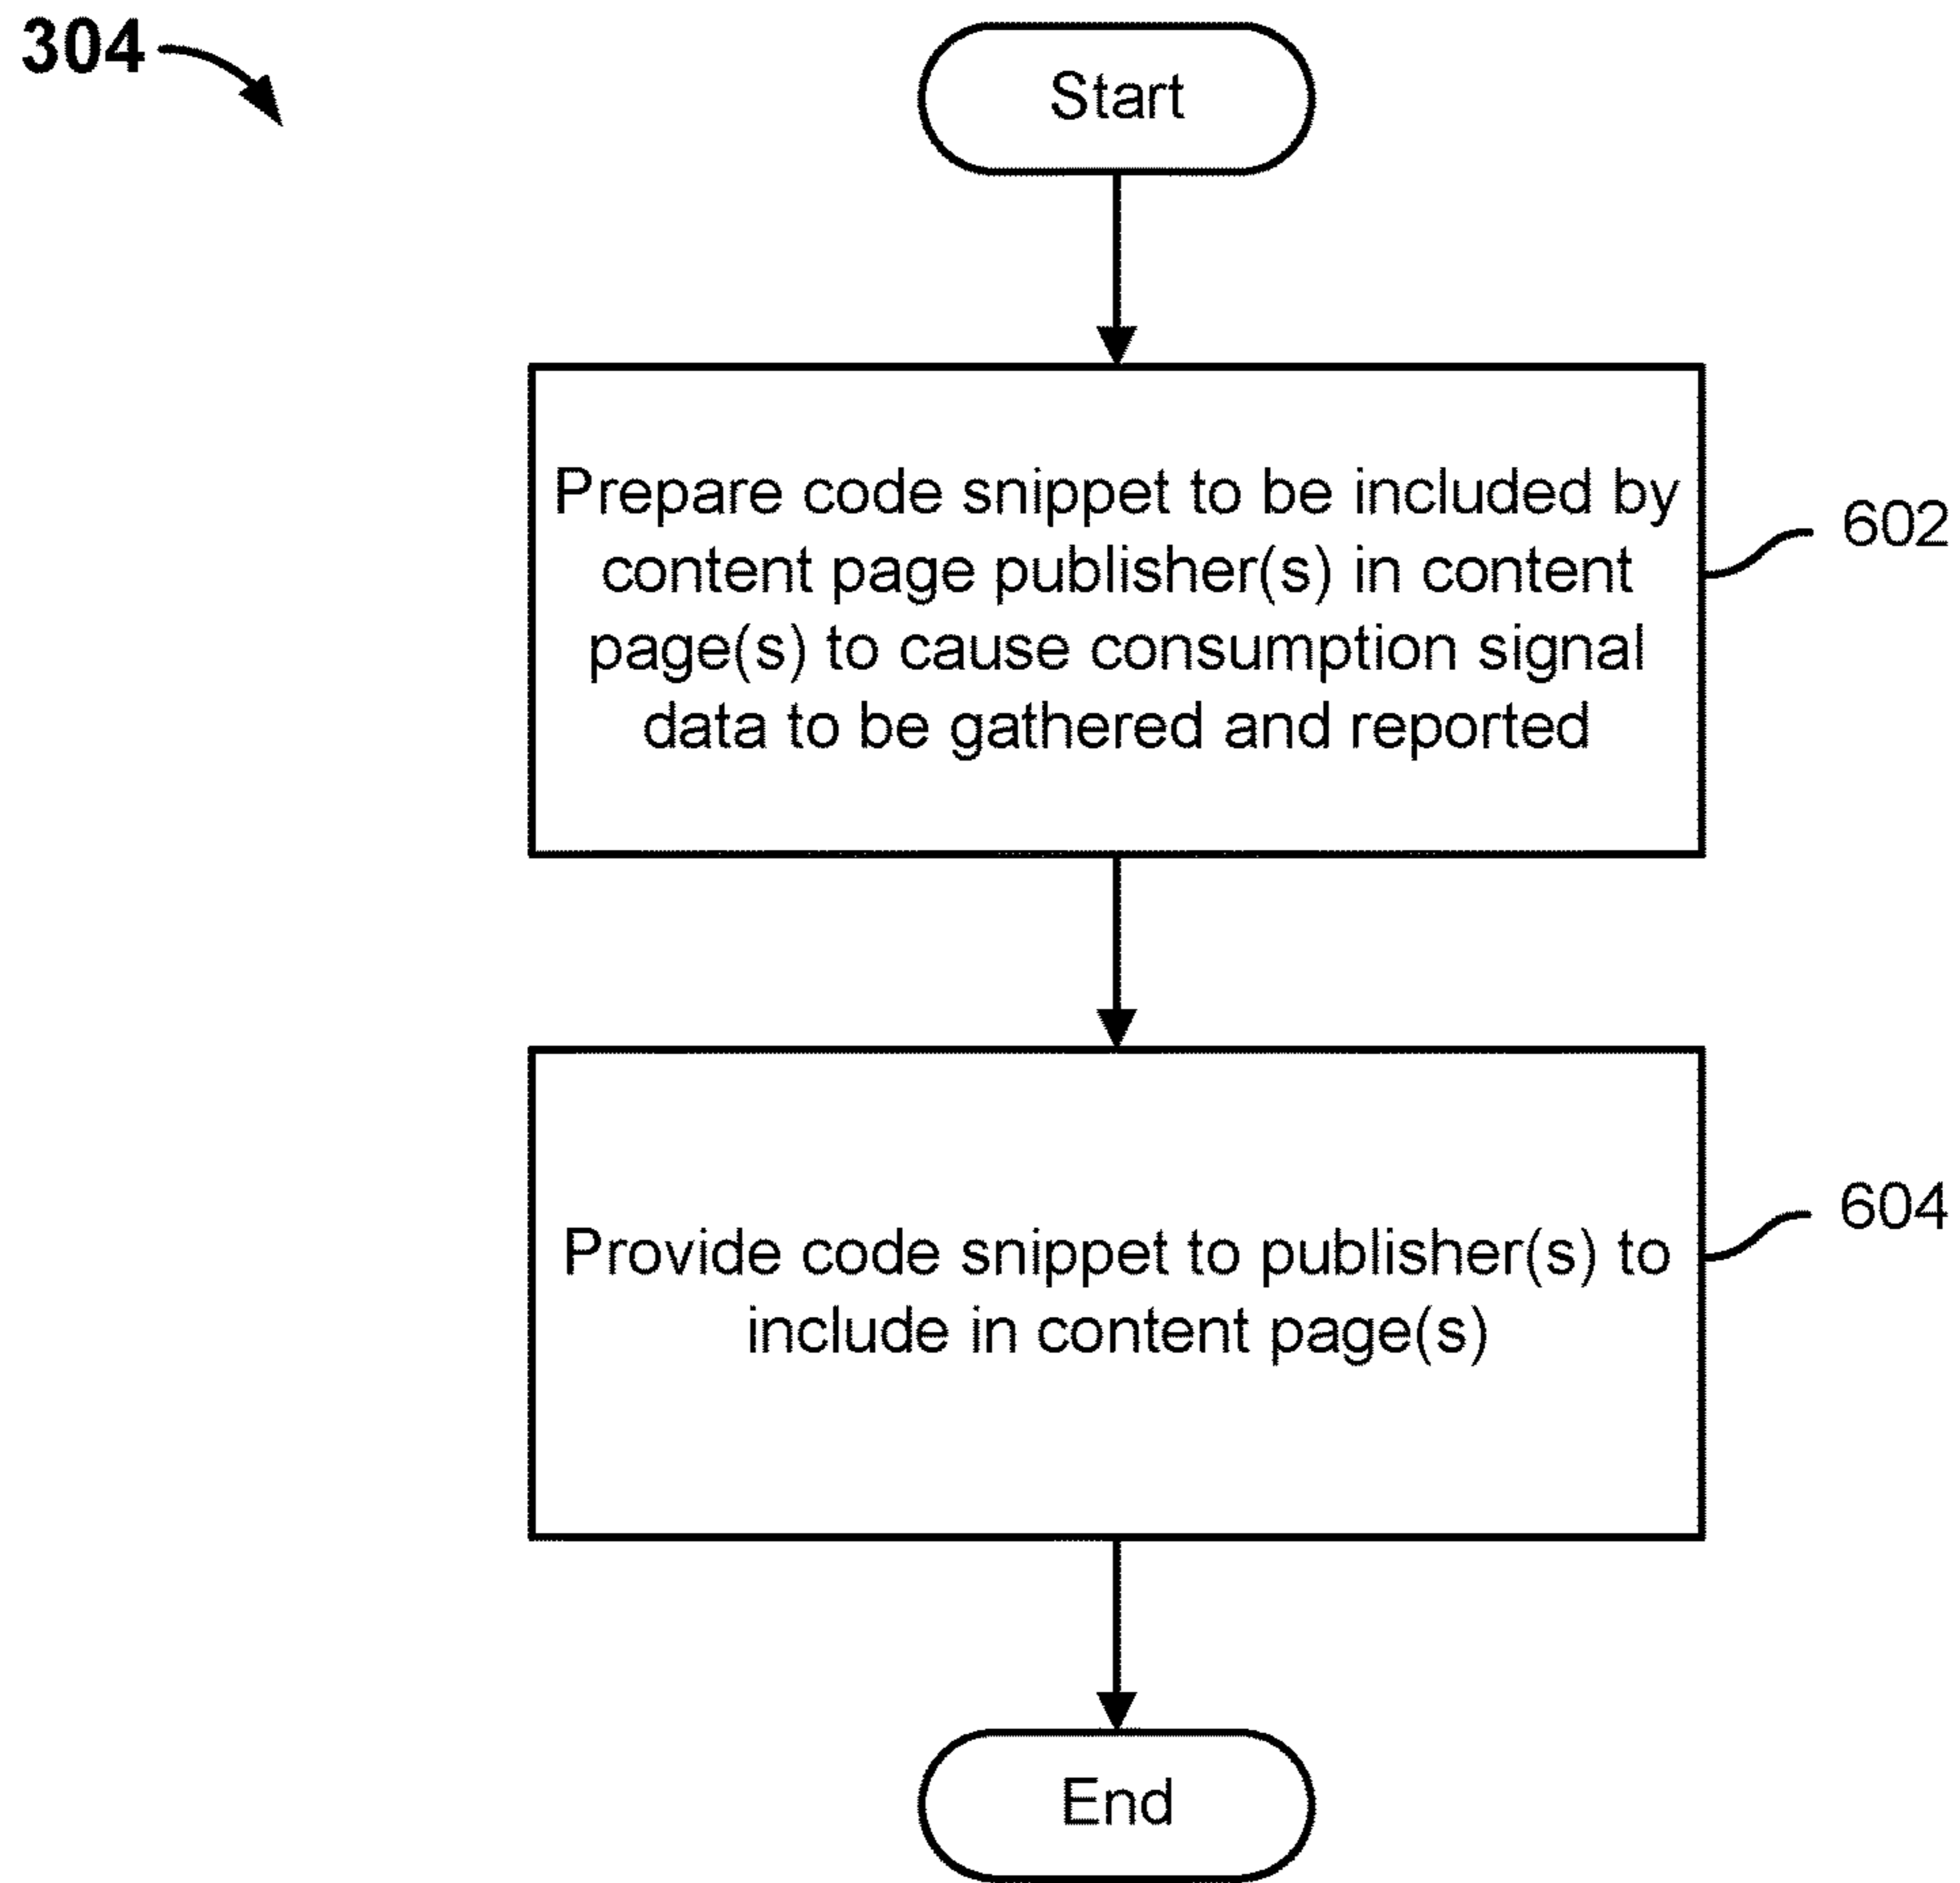 304
Start
Prepare code snippet to be included by
content page publisher(s) in content
page(s) to cause consumption signal
data to be gathered and reported
602
Provide code snippet to publisher(s) to
include in content page(s)
604
End